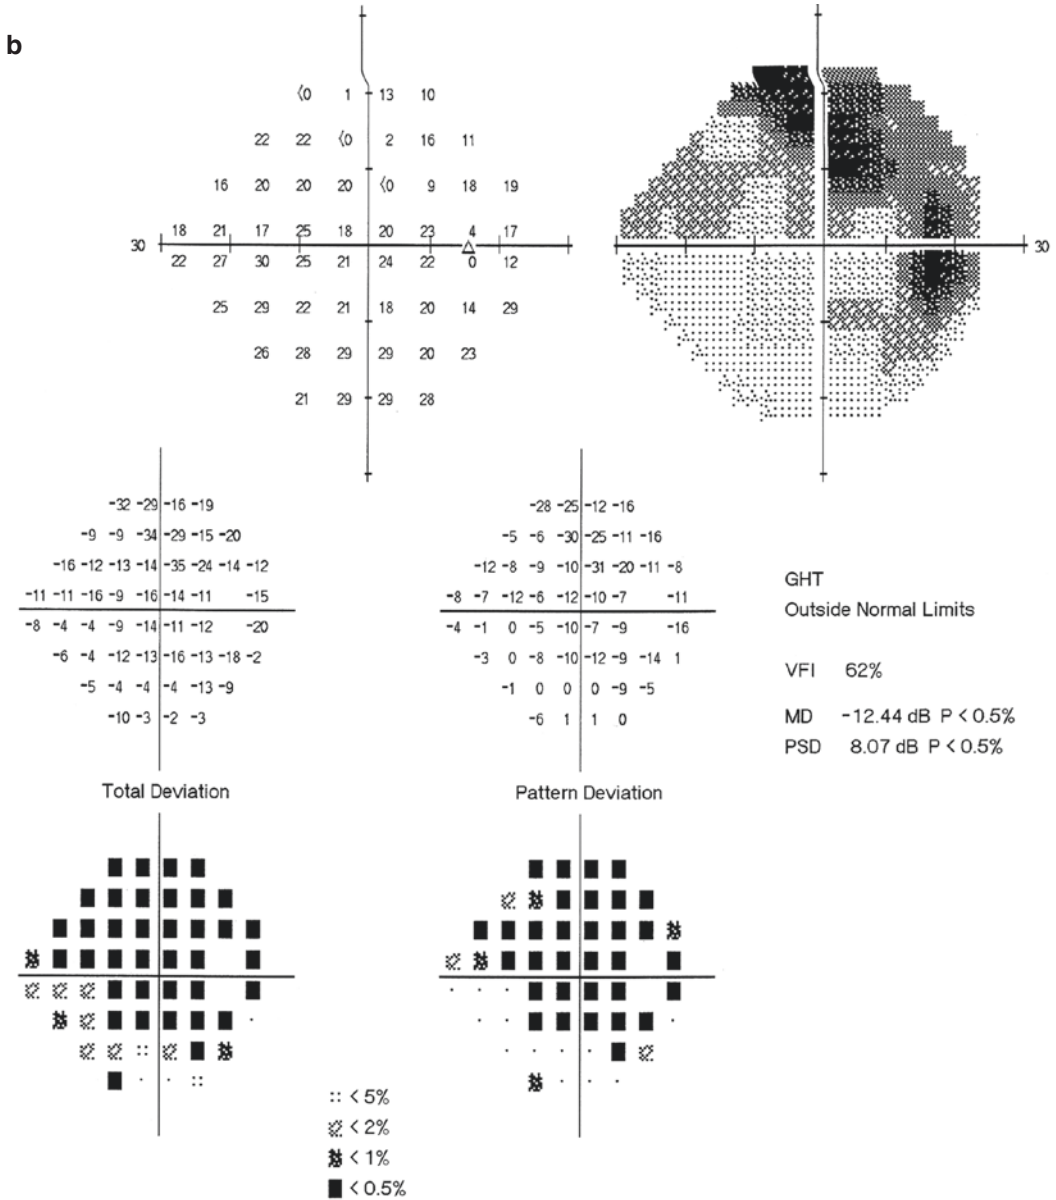 b
<0 1 13 10
22 22 <0 2 16 11
16 20 20 20 <0 9 18 19
18 21 17 25 18 20 23 4 17
30 30
22 27 30 25 21 24 22 0 12
25 29 22 21 18 20 14 29
26 28 29 29 20 23
21 29 29 28
-32 -29 -16 -19
-9 -9 -34 -29 -15 -20
-16 -12 -13 -14 -35 -24 -14 -12
-11 -11 -16 -9 -16 -14 -11 -15
-8 -4 -4 -9 -14 -11 -12 -20
-6 -4 -12 -13 -16 -13 -18 -2
-5 -4 -4 -4 -13 -9
-10 -3 -2 -3
Total Deviation
-28 -25 -12 -16
-5 -6 -30 -25 -11 -16
-12 -8 -9 -10 -31 -20 -11 -8
-8 -7 -12 -6 -12 -10 -7 -11
-4 -1 0 -5 -10 -7 -9 -16
-3 0 -8 -10 -12 -9 -14 1
-1 0 0 0 -9 -5
-6 1 1 0
Pattern Deviation
GHT
Outside Normal Limits
VFI 62%
MD -12.44 dB P < 0.5%
PSD 8.07 dB P < 0.5%
:: < 5%
< 2%
< 1%
< 0.5%